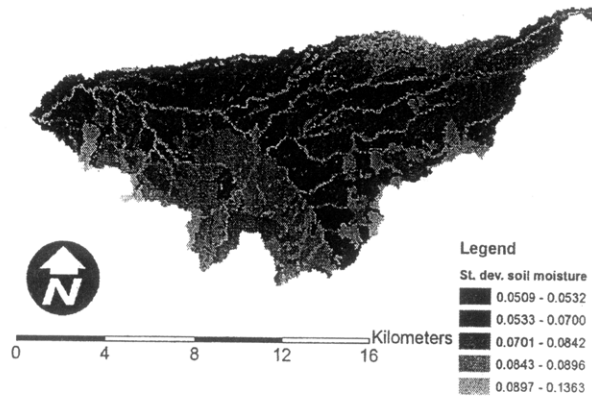 N
Legend
St. dev. soil moisture
0.0509 - 0.0532
0.0533 - 0.0700
0.0701 - 0.0842
0.0843 - 0.0896
0.0897 - 0.1363
Kilometers
0 4 8 12 16